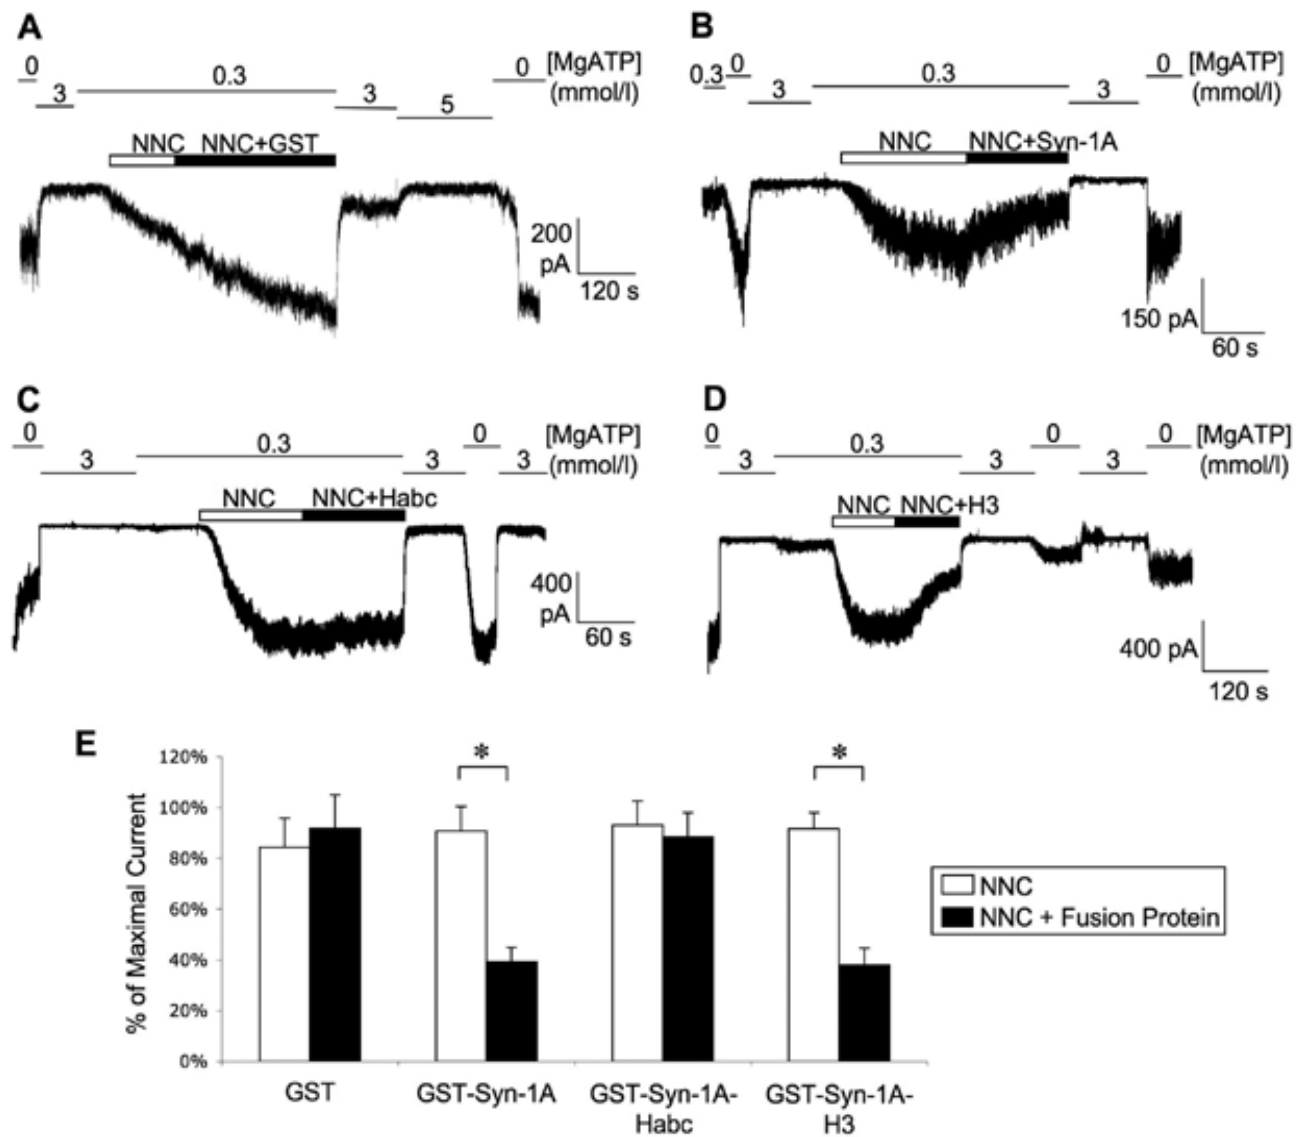 A
0 0.3 0 [MgATP]
3 3 5 (mmol/l)
NNC NNC+GST
200
pA
120 s
B
0 0.3 0 [MgATP]
0.3 3 3 (mmol/l)
NNC NNC+Syn-1A
150 pA
60 s
C
0 0.3 0 [MgATP]
3 3 3 (mmol/l)
NNC NNC+Habc
400
pA
60 s
D
0 0.3 0 0 [MgATP]
3 3 3 (mmol/l)
NNC NNC+H3
400 pA
120 s
E
% of Maximal Current
120%
100%
80%
60%
40%
20%
0%
* *
GST GST-Syn-1A GST-Syn-1A- GST-Syn-1A-
Habc H3
NNC
NNC + Fusion Protein